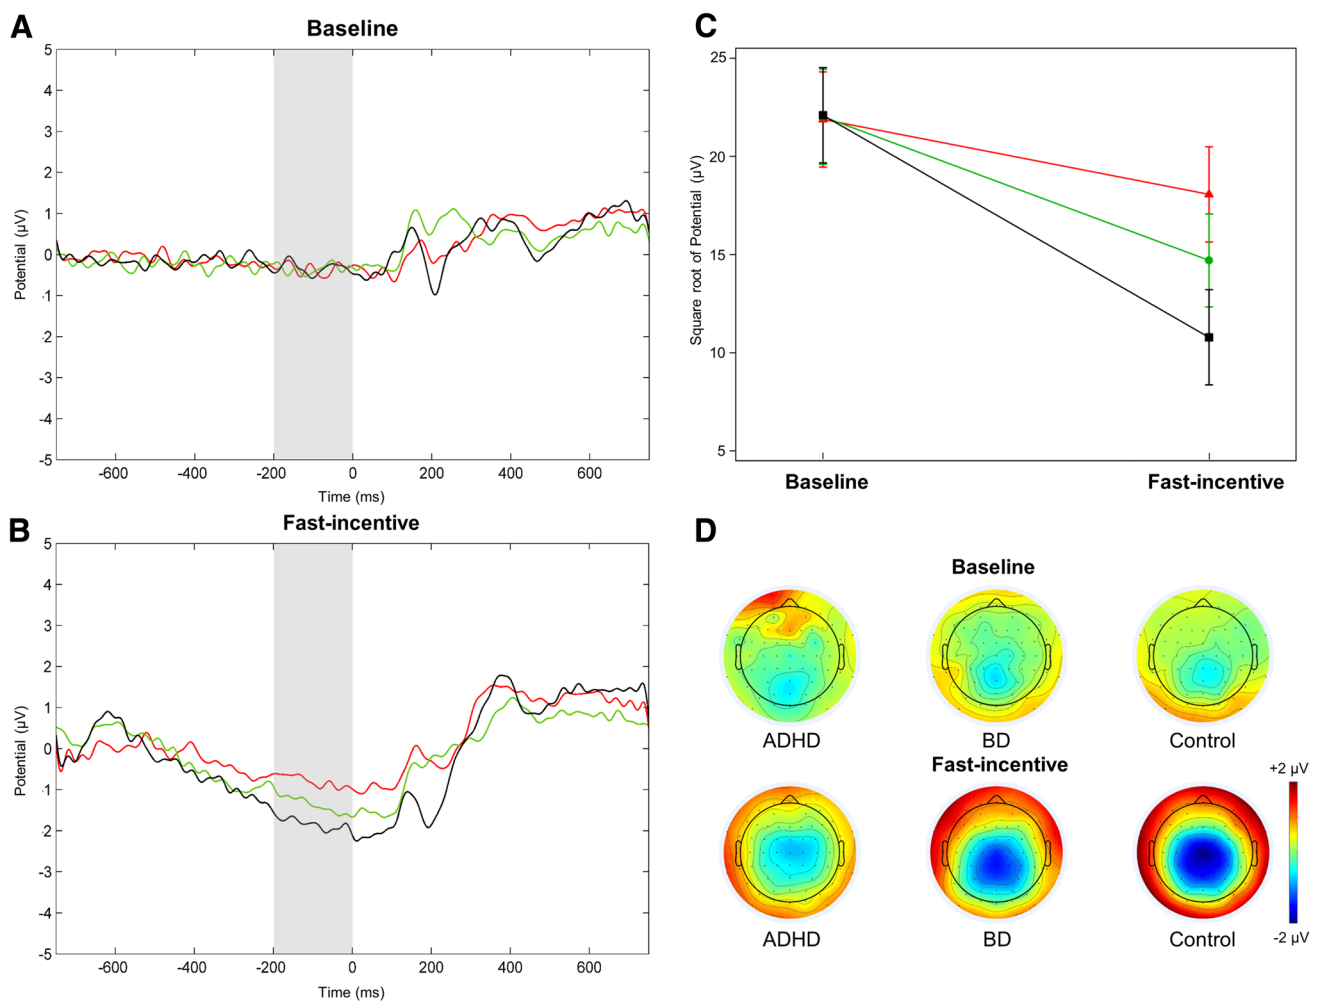 A
Baseline
5
4
3
2
1
0
-1
-2
-3
-4
-5
Potential (µV)
-600 -400 -200 0 200 400 600
Time (ms)
B
Fast-incentive
5
4
3
2
1
0
-1
-2
-3
-4
-5
Potential (µV)
-600 -400 -200 0 200 400 600
Time (ms)
C
25
20
15
10
5
Square root of Potential (µV)
Baseline Fast-incentive
D
Baseline
ADHD BD Control
Fast-incentive
+2 µV
-2 µV
ADHD BD Control